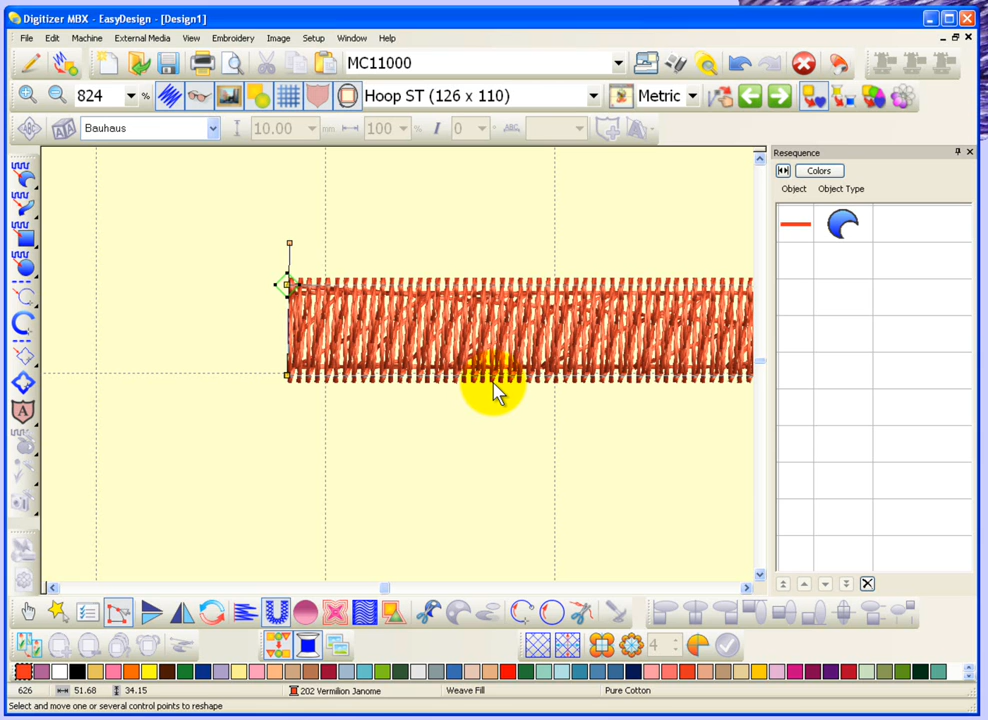 Digitizer MBX - EasyDesign - [Design1]
File Edit Machine External Media View Embroidery Image Setup Window Help
MC11000
824 % Hoop ST (126 x 110) Metric
Bauhaus 10.00 mm 100 % 0
Resequence
Colors
Object Object Type
4
626 51.68 34.15 202 Vermilion Janome Weave Fill Pure Cotton
Select and move one or several control points to reshape